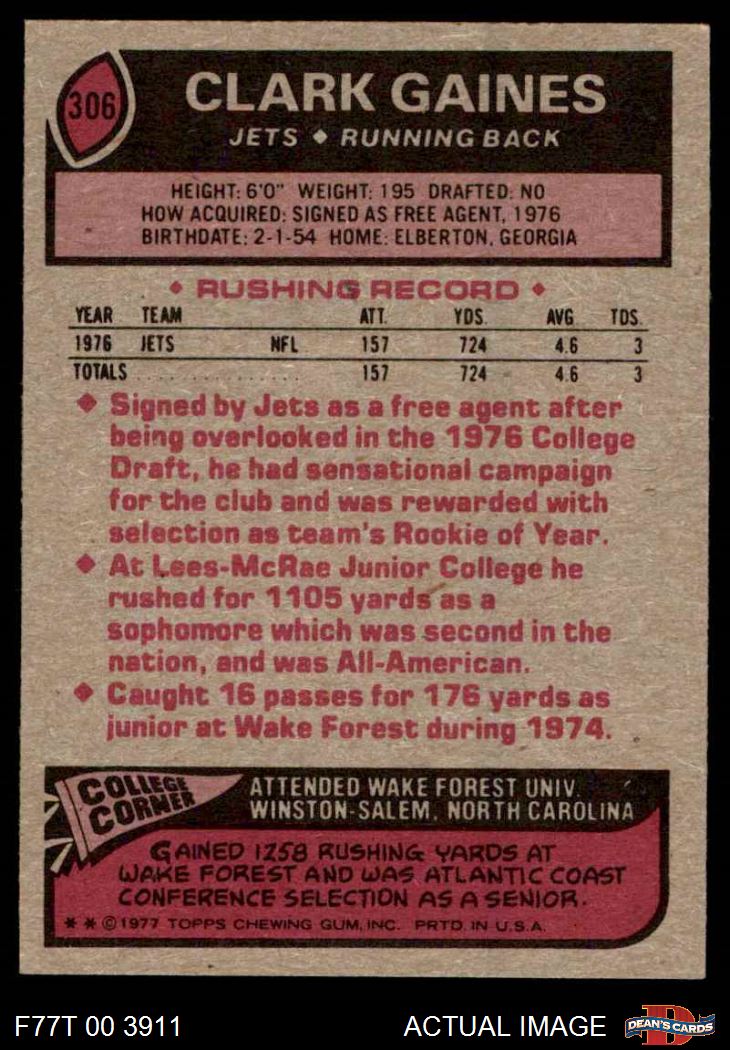 306
CLARK GAINES
JETS ◆ RUNNING BACK
HEIGHT: 6'0" WEIGHT: 195 DRAFTED: NO
HOW ACQUIRED: SIGNED AS FREE AGENT, 1976
BIRTHDATE: 2-1-54 HOME: ELBERTON, GEORGIA
◆ RUSHING RECORD ◆
YEAR TEAM ATT. YDS. AVG. TDS.
1976 JETS NFL 157 724 4.6 3
TOTALS . . . . . . . . . . . . . 157 724 4.6 3
◆ Signed by Jets as a free agent after
being overlooked in the 1976 College
Draft, he had sensational campaign
for the club and was rewarded with
selection as team's Rookie of Year.
◆ At Lees-McRae Junior College he
rushed for 1105 yards as a
sophomore which was second in the
nation, and was All-American.
◆ Caught 16 passes for 176 yards as
junior at Wake Forest during 1974.
COLLEGE
CORNER
ATTENDED WAKE FOREST UNIV.
WINSTON-SALEM, NORTH CAROLINA
GAINED 1258 RUSHING YARDS AT
WAKE FOREST AND WAS ATLANTIC COAST
CONFERENCE SELECTION AS A SENIOR.
* * © 1977 TOPPS CHEWING GUM, INC. PRTD. IN U.S.A.
F77T 00 3911
ACTUAL IMAGE
D
DEAN'S CARDS